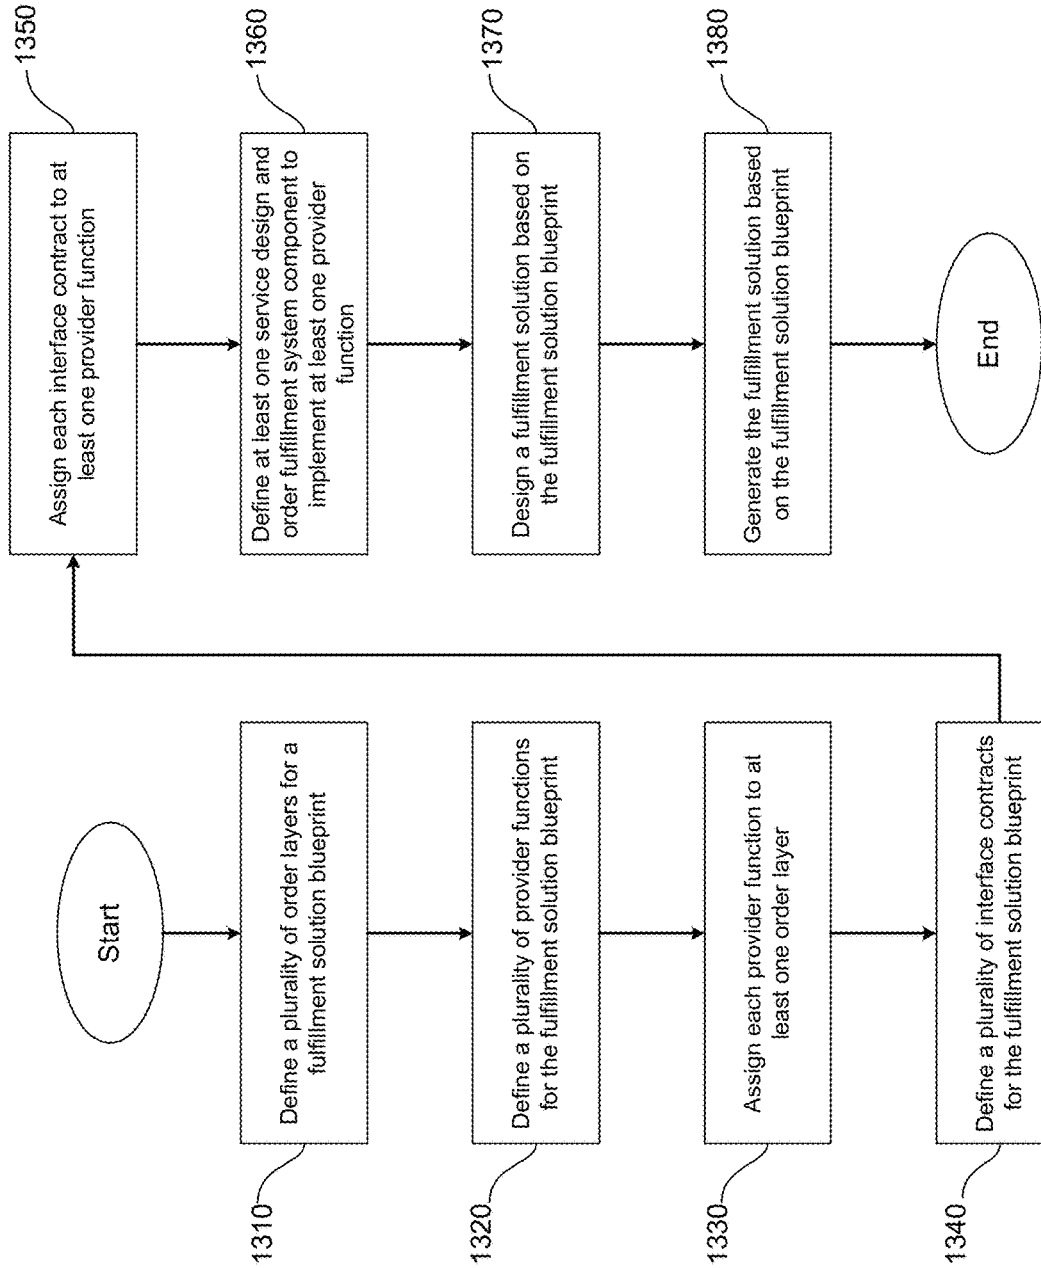 Start
1310
Define a plurality of order layers for a
fulfillment solution blueprint
1320
Define a plurality of provider functions
for the fulfillment solution blueprint
1330
Assign each provider function to at
least one order layer
1340
Define a plurality of interface contracts
for the fulfillment solution blueprint
1350
Assign each interface contract to at
least one provider function
1360
Define at least one service design and
order fulfillment system component to
implement at least one provider
function
1370
Design a fulfillment solution based on
the fulfillment solution blueprint
1380
Generate the fulfillment solution based
on the fulfillment solution blueprint
End